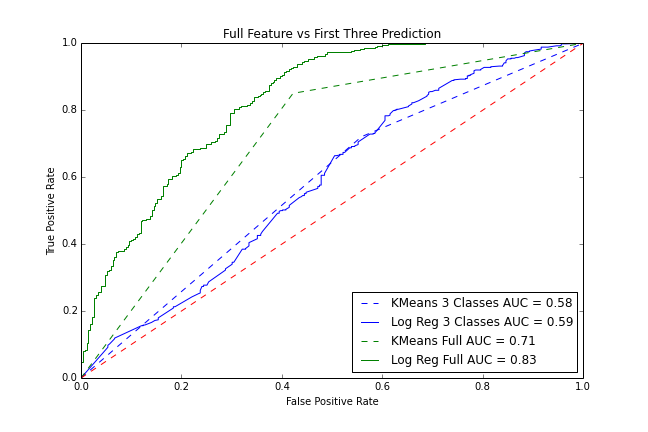 Full Feature vs First Three Prediction
1.0
0.8
0.6
0.4
0.2
0.0
True Positive Rate
0.0 0.2 0.4 0.6 0.8 1.0
False Positive Rate
KMeans 3 Classes AUC = 0.58
Log Reg 3 Classes AUC = 0.59
KMeans Full AUC = 0.71
Log Reg Full AUC = 0.83